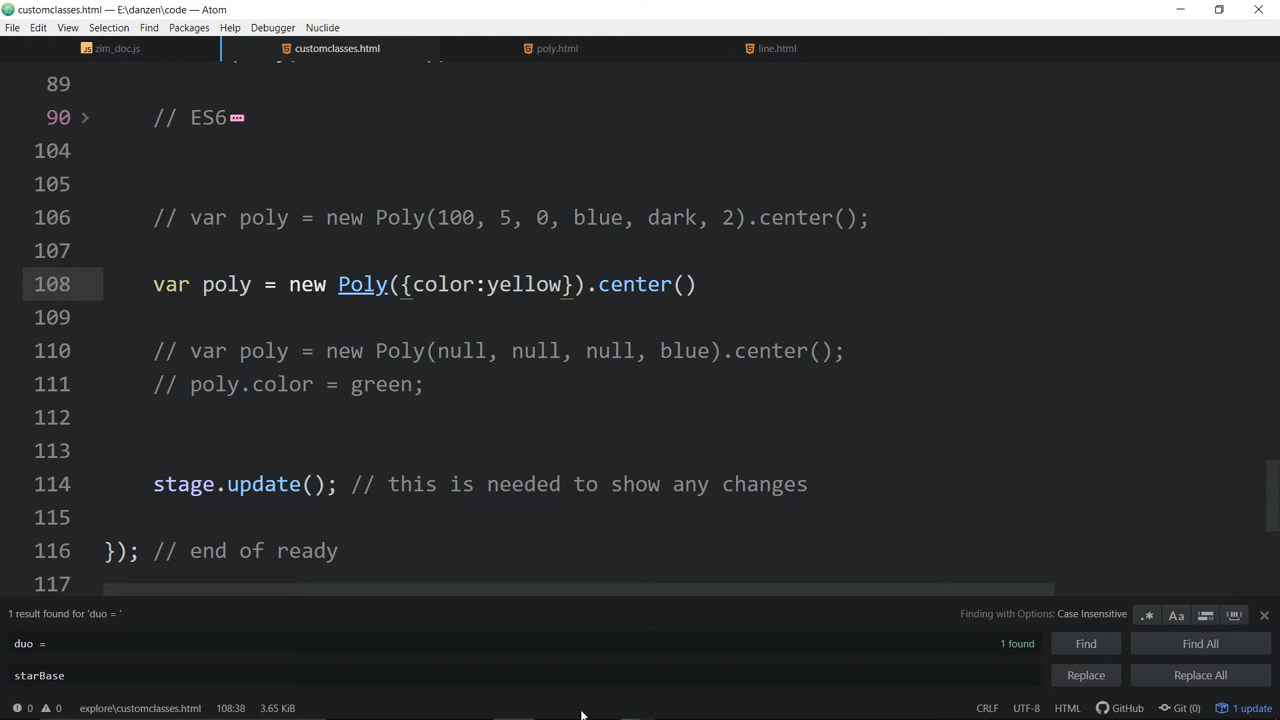 customclasses.html — E:\danzen\code — Atom
File Edit View Selection Find Packages Help Debugger Nuclide
zim_doc.js customclasses.html poly.html line.html
89
90 // ES6
104
105
106 // var poly = new Poly(100, 5, 0, blue, dark, 2).center();
107
108 var poly = new Poly({color:yellow}).center()
109
110 // var poly = new Poly(null, null, null, blue).center();
111 // poly.color = green;
112
113
114 stage.update(); // this is needed to show any changes
115
116 }); // end of ready
117
1 result found for 'duo = ' Finding with Options: Case Insensitive .* Aa
duo = 1 found Find Find All
starBase Replace Replace All
0 0 explore\customclasses.html 108:38 3.65 KiB CRLF UTF-8 HTML GitHub Git (0) 1 update